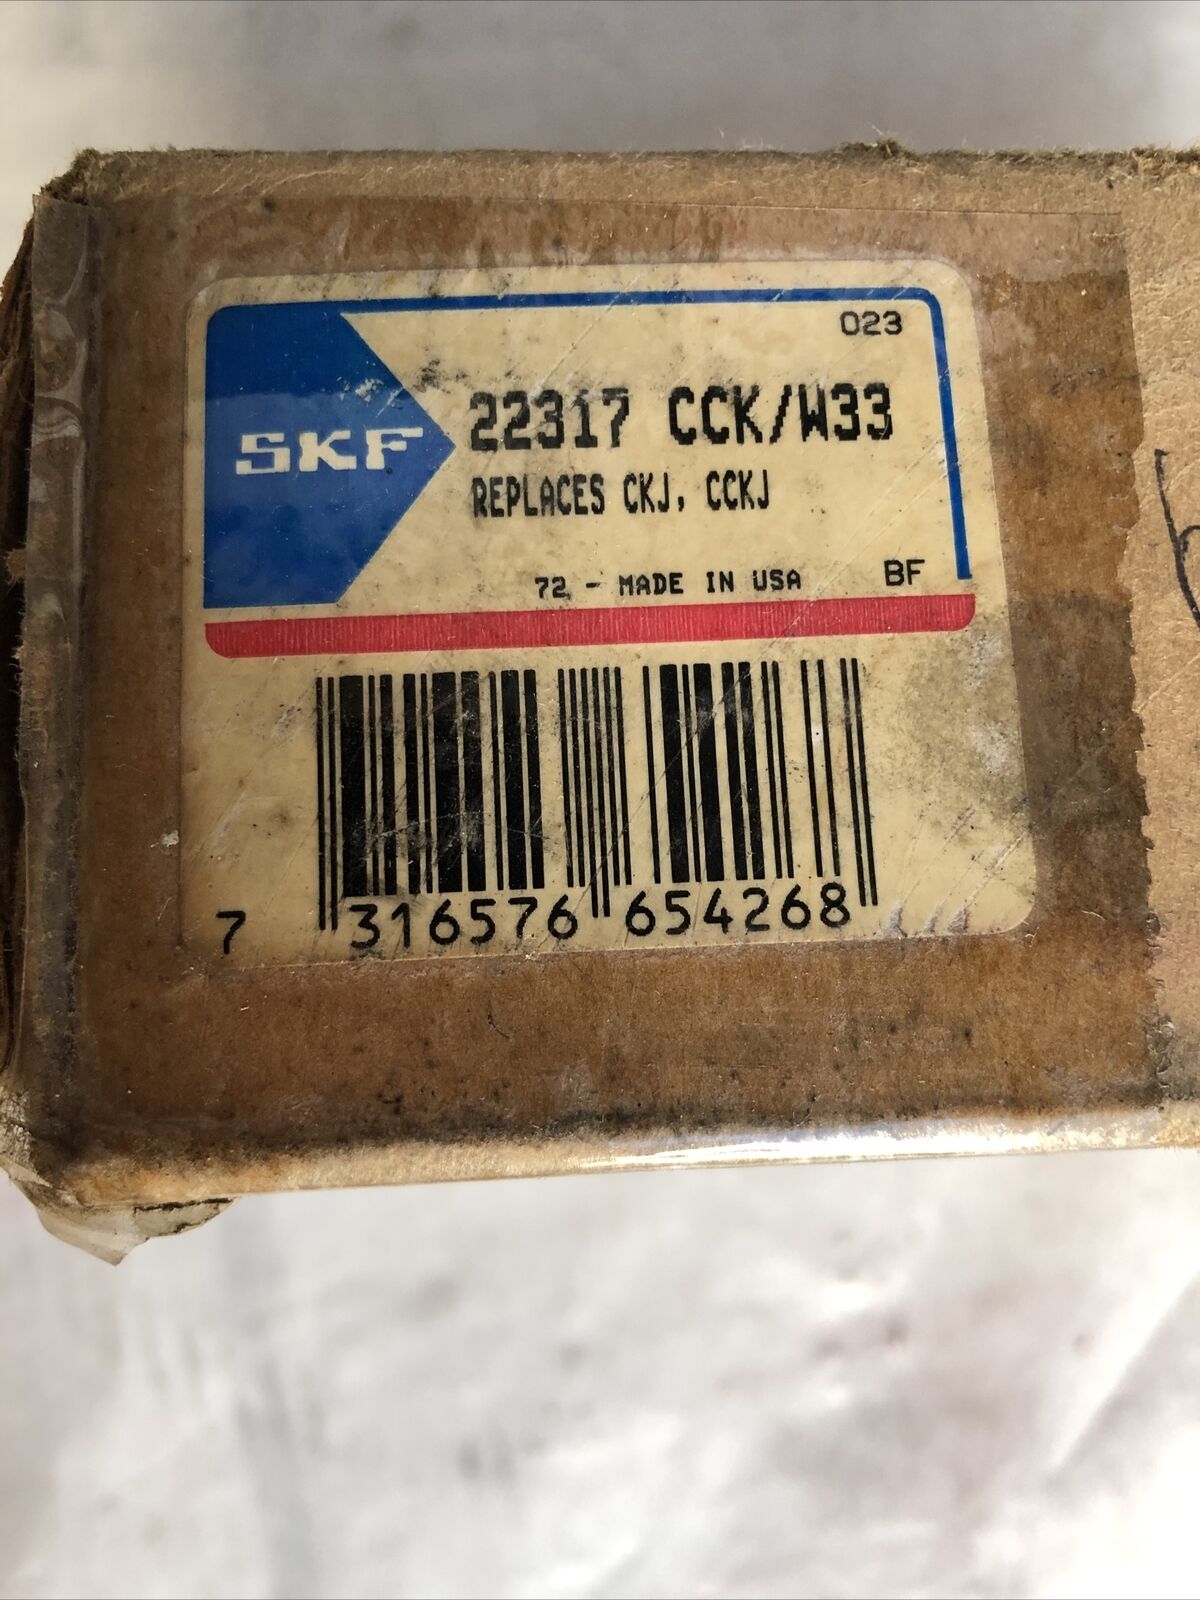 023
SKF
22317 CCK/W33
REPLACES CKJ, CCKJ
72 - MADE IN USA BF
7 316576 654268